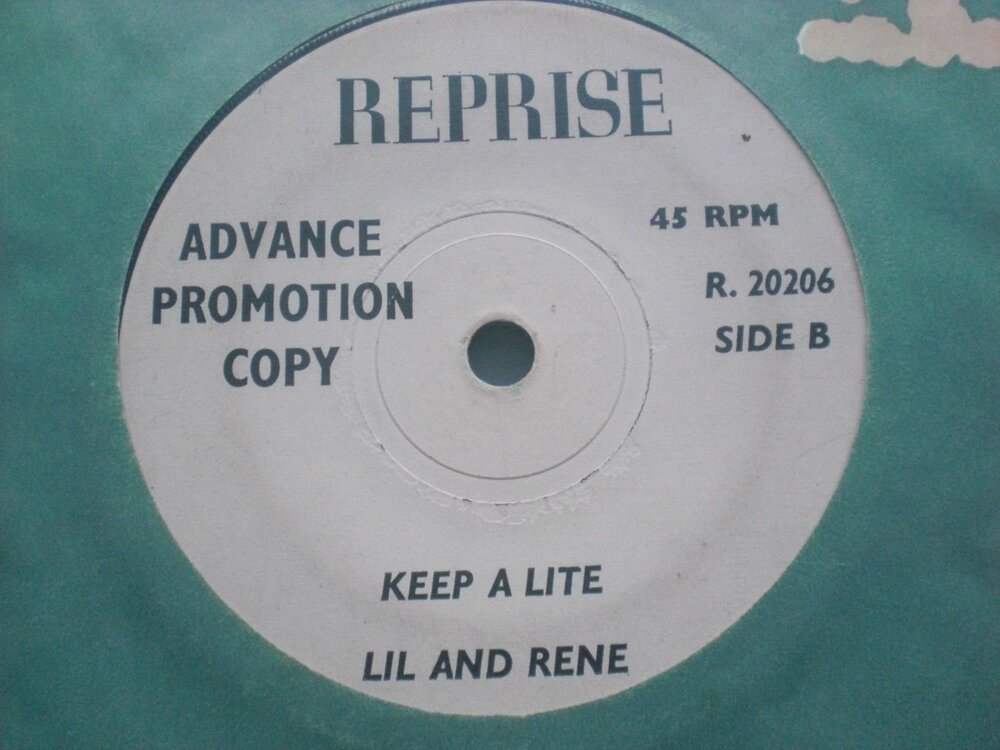 REPRISE
ADVANCE
PROMOTION
COPY
45 RPM
R. 20206
SIDE B
KEEP A LITE
LIL AND RENE